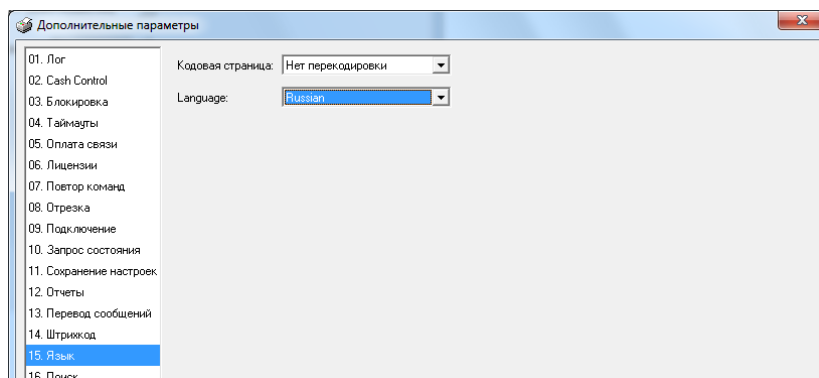 Дополнительные параметры
01. Лог
02. Cash Control
03. Блокировка
04. Таймауты
05. Оплата связи
06. Лицензии
07. Повтор команд
08. Отрезка
09. Подключение
10. Запрос состояния
11. Сохранение настроек
12. Отчеты
13. Перевод сообщений
14. Штрихкод
15. Язык
16. Поиск
Кодовая страница: Нет перекодировки
Language: Russian